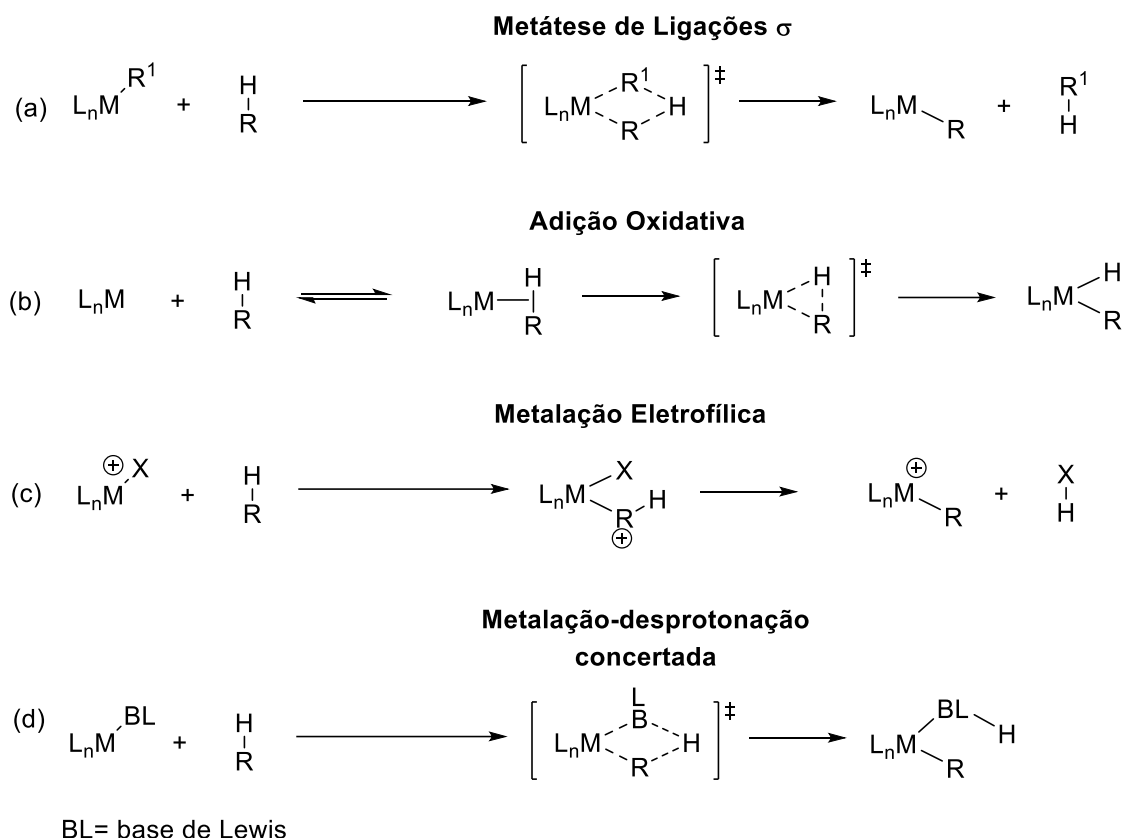 Metátese de Ligações σ
(a) LₙM R¹ + H R [ LₙM R¹ H R ]‡ LₙM R + R¹ H
Adição Oxidativa
(b) LₙM + H R LₙM H R [ LₙM H R ]‡ LₙM H R
Metalação Eletrofílica
(c) LₙM ⊕ X + H R LₙM X R H ⊕ LₙM ⊕ R + X H
Metalação-desprotonação
concertada
(d) LₙM BL + H R [ LₙM L B H R ]‡ LₙM BL H R
BL= base de Lewis